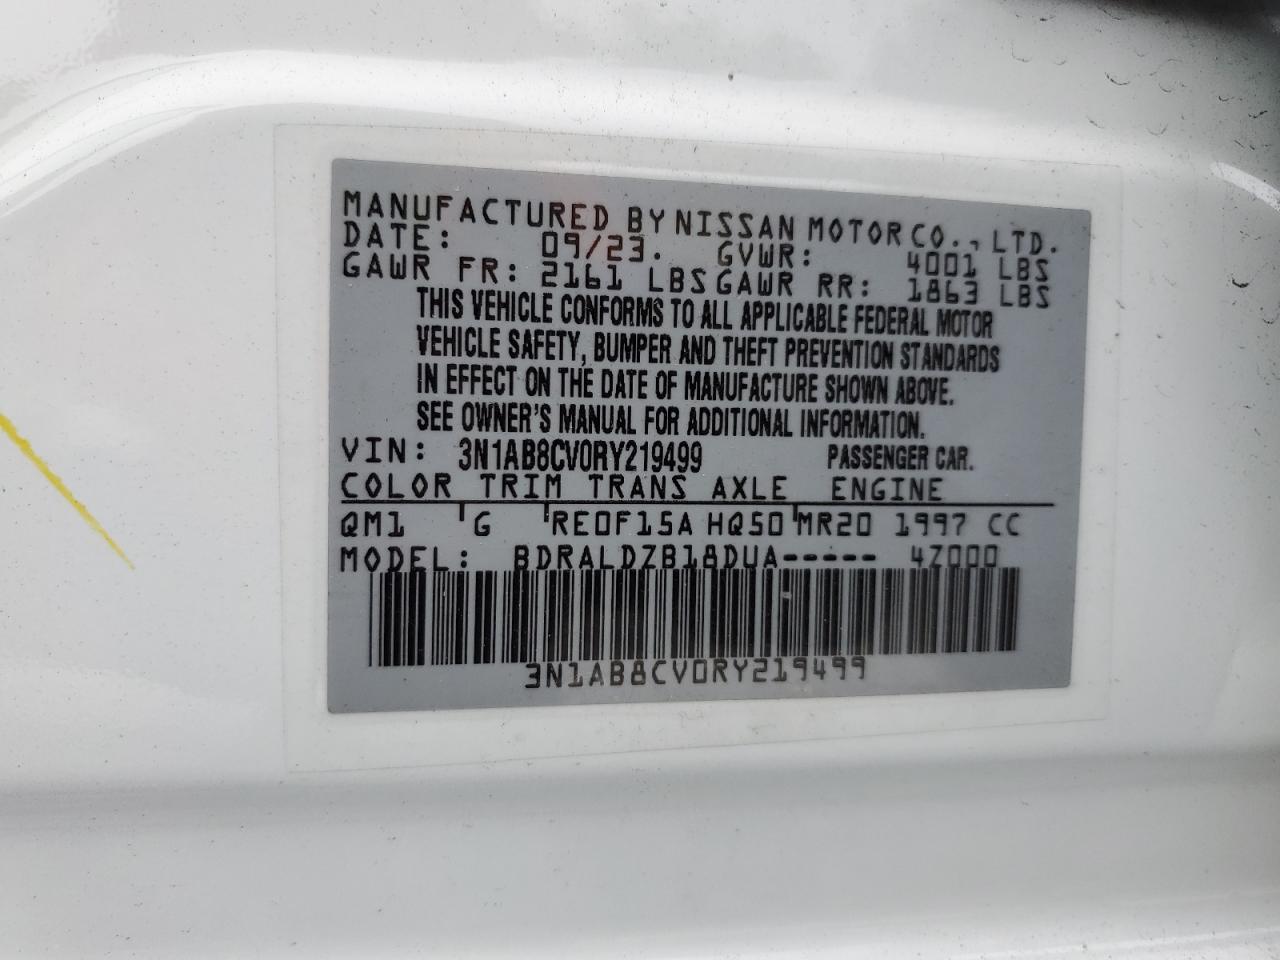 MANUFACTURED BY NISSAN MOTOR CO., LTD.
DATE: 09/23. GVWR: 4001 LBS
GAWR FR: 2161 LBS GAWR RR: 1863 LBS
THIS VEHICLE CONFORMS TO ALL APPLICABLE FEDERAL MOTOR
VEHICLE SAFETY, BUMPER AND THEFT PREVENTION STANDARDS
IN EFFECT ON THE DATE OF MANUFACTURE SHOWN ABOVE.
SEE OWNER'S MANUAL FOR ADDITIONAL INFORMATION.
VIN: 3N1AB8CV0RY219499 PASSENGER CAR.
COLOR TRIM TRANS AXLE ENGINE
QM1 G RE0F15A HQ50 MR20 1997 CC
MODEL: BDRALDZB18DUA----- 4Z000
3N1AB8CV0RY219499